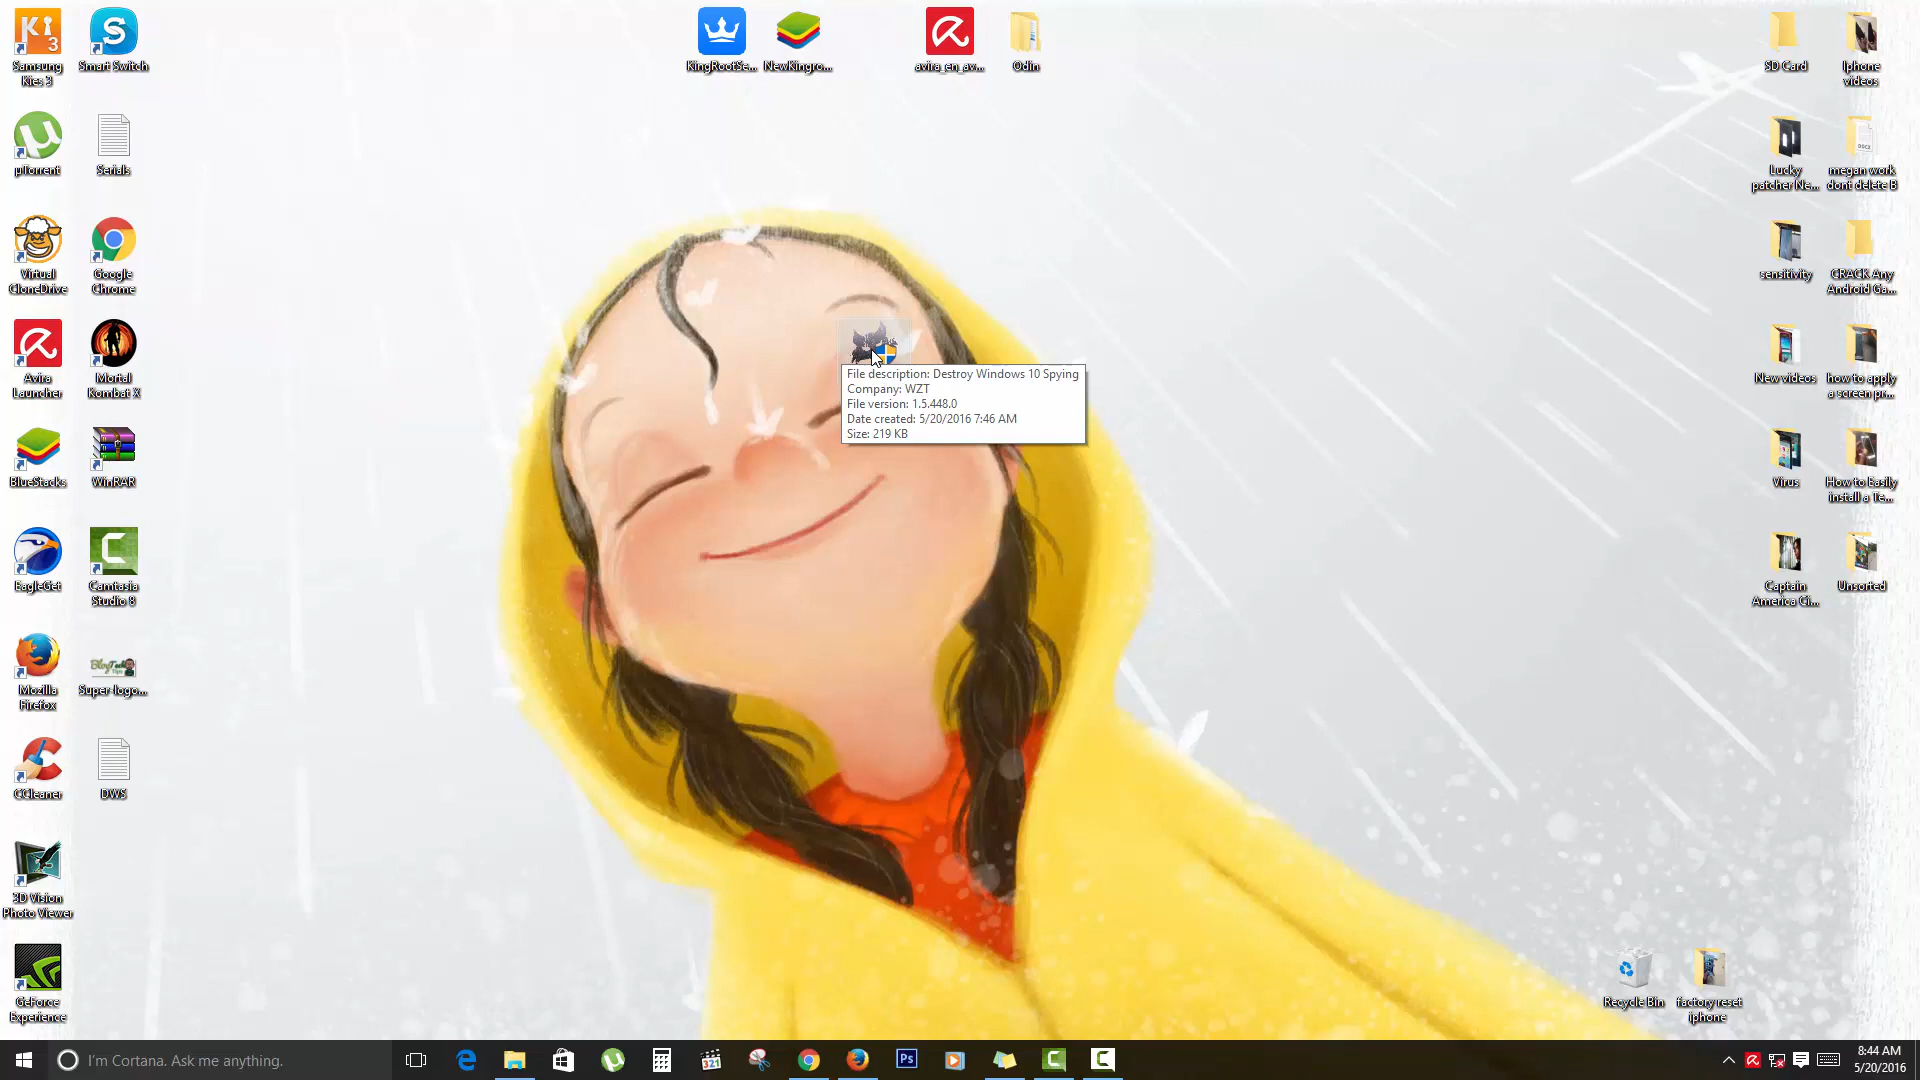 Samsung
Kies 3
Smart Switch
KingRootSe...
NewKingro...
avira_en_av...
Odin
SD Card
Iphone
videos
µTorrent
Serials
Lucky
patcher Ne...
megan work
dont delete B
Virtual
CloneDrive
Google
Chrome
sensitivity
CRACK Any
Android Ga...
Avira
Launcher
Mortal
Kombat X
File description: Destroy Windows 10 Spying
Company: WZT
File version: 1.5.448.0
Date created: 5/20/2016 7:46 AM
Size: 219 KB
New videos
how to apply
a screen pr...
BlueStacks
WinRAR
Virus
How to Easily
install a Te...
EagleGet
Camtasia
Studio 8
Captain
America Ci...
Unsorted
Mozilla
Firefox
Super-logo...
CCleaner
DWS
3D Vision
Photo Viewer
GeForce
Experience
Recycle Bin
factory reset
iphone
I'm Cortana. Ask me anything.
8:44 AM
5/20/2016